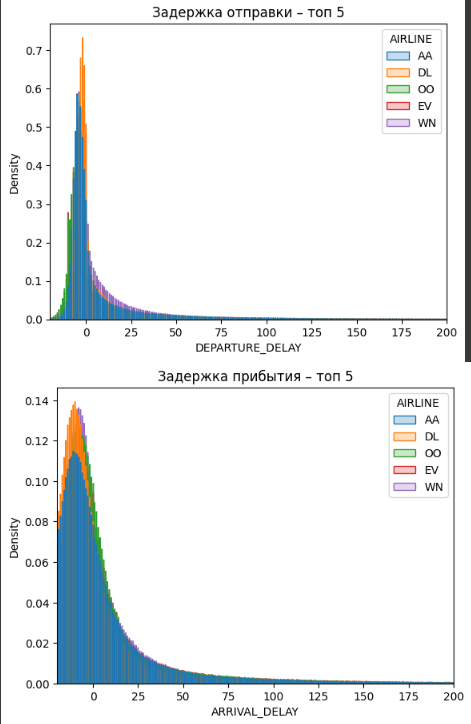 Задержка отправки – топ 5
AIRLINE
AA
DL
OO
EV
WN
0.7
0.6
0.5
0.4
0.3
0.2
0.1
0.0
Density
0 25 50 75 100 125 150 175 200
DEPARTURE_DELAY
Задержка прибытия – топ 5
AIRLINE
AA
DL
OO
EV
WN
0.14
0.12
0.10
0.08
0.06
0.04
0.02
0.00
Density
0 25 50 75 100 125 150 175 200
ARRIVAL_DELAY